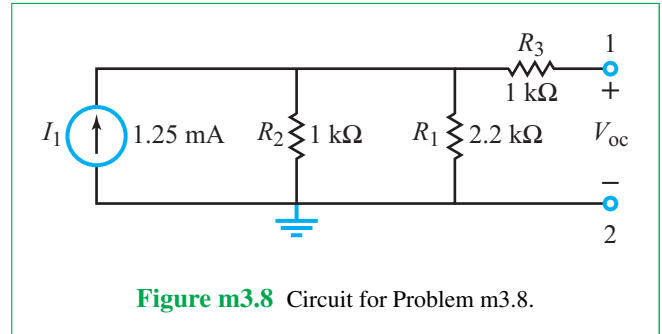 R3 1
1 kΩ +
I1 1.25 mA R2 1 kΩ R1 2.2 kΩ Voc
−
2
Figure m3.8 Circuit for Problem m3.8.